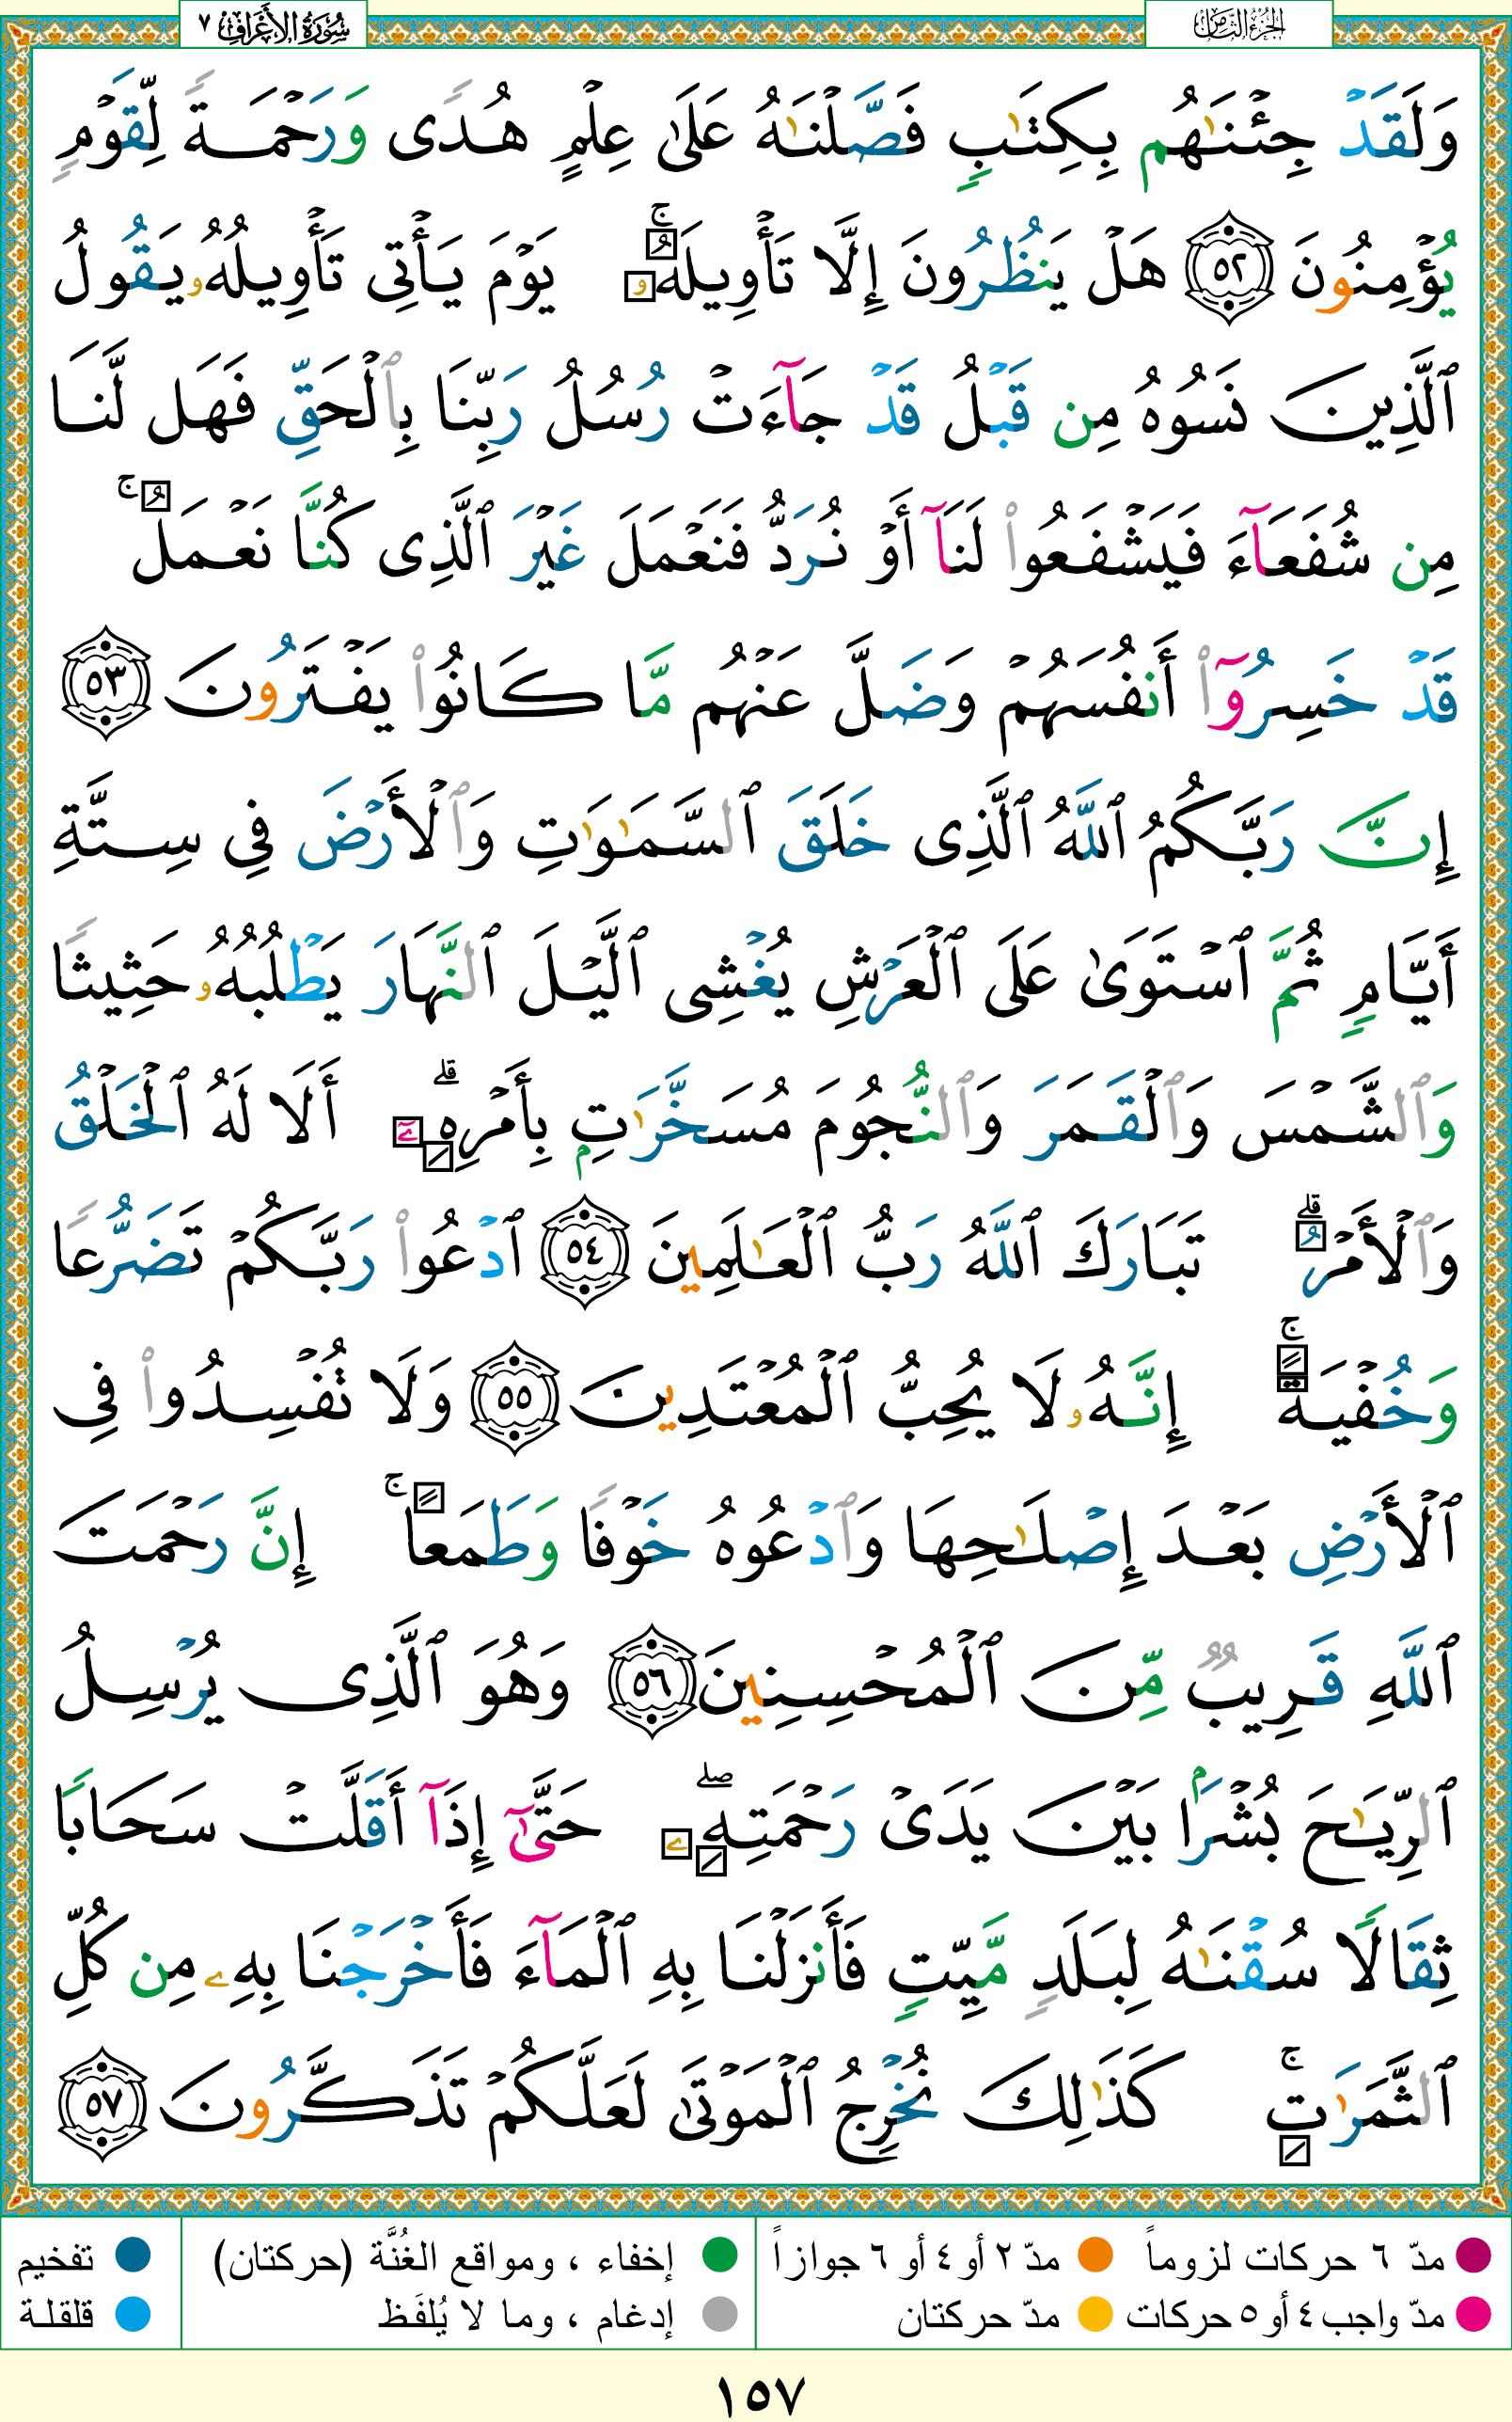 الجزء الثامن
سورة الأعراف ٧
وَلَقَدْ جِئْنَٰهُم بِكِتَٰبٍ فَصَّلْنَٰهُ عَلَىٰ عِلْمٍ هُدًى وَرَحْمَةً لِّقَوْمٍ
يُؤْمِنُونَ ٥٢ هَلْ يَنظُرُونَ إِلَّا تَأْوِيلَهُۥ ۚ يَوْمَ يَأْتِى تَأْوِيلُهُۥ يَقُولُ
ٱلَّذِينَ نَسُوهُ مِن قَبْلُ قَدْ جَآءَتْ رُسُلُ رَبِّنَا بِٱلْحَقِّ فَهَل لَّنَا
مِن شُفَعَآءَ فَيَشْفَعُوا۟ لَنَآ أَوْ نُرَدُّ فَنَعْمَلَ غَيْرَ ٱلَّذِى كُنَّا نَعْمَلُ ۚ
قَدْ خَسِرُوٓا۟ أَنفُسَهُمْ وَضَلَّ عَنْهُم مَّا كَانُوا۟ يَفْتَرُونَ ٥٣
إِنَّ رَبَّكُمُ ٱللَّهُ ٱلَّذِى خَلَقَ ٱلسَّمَٰوَٰتِ وَٱلْأَرْضَ فِى سِتَّةِ
أَيَّامٍ ثُمَّ ٱسْتَوَىٰ عَلَى ٱلْعَرْشِ يُغْشِى ٱلَّيْلَ ٱلنَّهَارَ يَطْلُبُهُۥ حَثِيثًا
وَٱلشَّمْسَ وَٱلْقَمَرَ وَٱلنُّجُومَ مُسَخَّرَٰتٍۭ بِأَمْرِهِۦٓ ۗ أَلَا لَهُ ٱلْخَلْقُ
وَٱلْأَمْرُ ۗ تَبَارَكَ ٱللَّهُ رَبُّ ٱلْعَٰلَمِينَ ٥٤ ٱدْعُوا۟ رَبَّكُمْ تَضَرُّعًا
وَخُفْيَةً ۚ إِنَّهُۥ لَا يُحِبُّ ٱلْمُعْتَدِينَ ٥٥ وَلَا تُفْسِدُوا۟ فِى
ٱلْأَرْضِ بَعْدَ إِصْلَٰحِهَا وَٱدْعُوهُ خَوْفًا وَطَمَعًا ۚ إِنَّ رَحْمَتَ
ٱللَّهِ قَرِيبٌ مِّنَ ٱلْمُحْسِنِينَ ٥٦ وَهُوَ ٱلَّذِى يُرْسِلُ
ٱلرِّيَٰحَ بُشْرًۢا بَيْنَ يَدَىْ رَحْمَتِهِۦ ۖ حَتَّىٰٓ إِذَآ أَقَلَّتْ سَحَابًا
ثِقَالًا سُقْنَٰهُ لِبَلَدٍ مَّيِّتٍ فَأَنزَلْنَا بِهِ ٱلْمَآءَ فَأَخْرَجْنَا بِهِۦ مِن كُلِّ
ٱلثَّمَرَٰتِ ۚ كَذَٰلِكَ نُخْرِجُ ٱلْمَوْتَىٰ لَعَلَّكُمْ تَذَكَّرُونَ ٥٧
مدّ ٦ حركات لزوماً مدّ ٢ أو ٤ أو ٦ جوازاً إخفاء ، ومواقع الغُنَّة (حركتان) تفخيم
مدّ واجب ٤ أو ٥ حركات مدّ حركتان إدغام ، وما لا يُلفَظ قلقلة
١٥٧